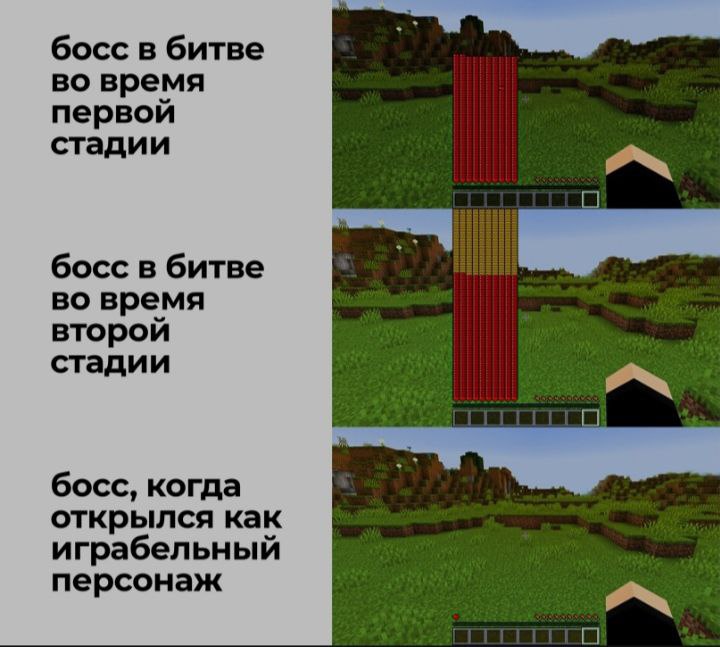 босс в битве
во время
первой
стадии
босс в битве
во время
второй
стадии
босс, когда
открылся как
играбельный
персонаж